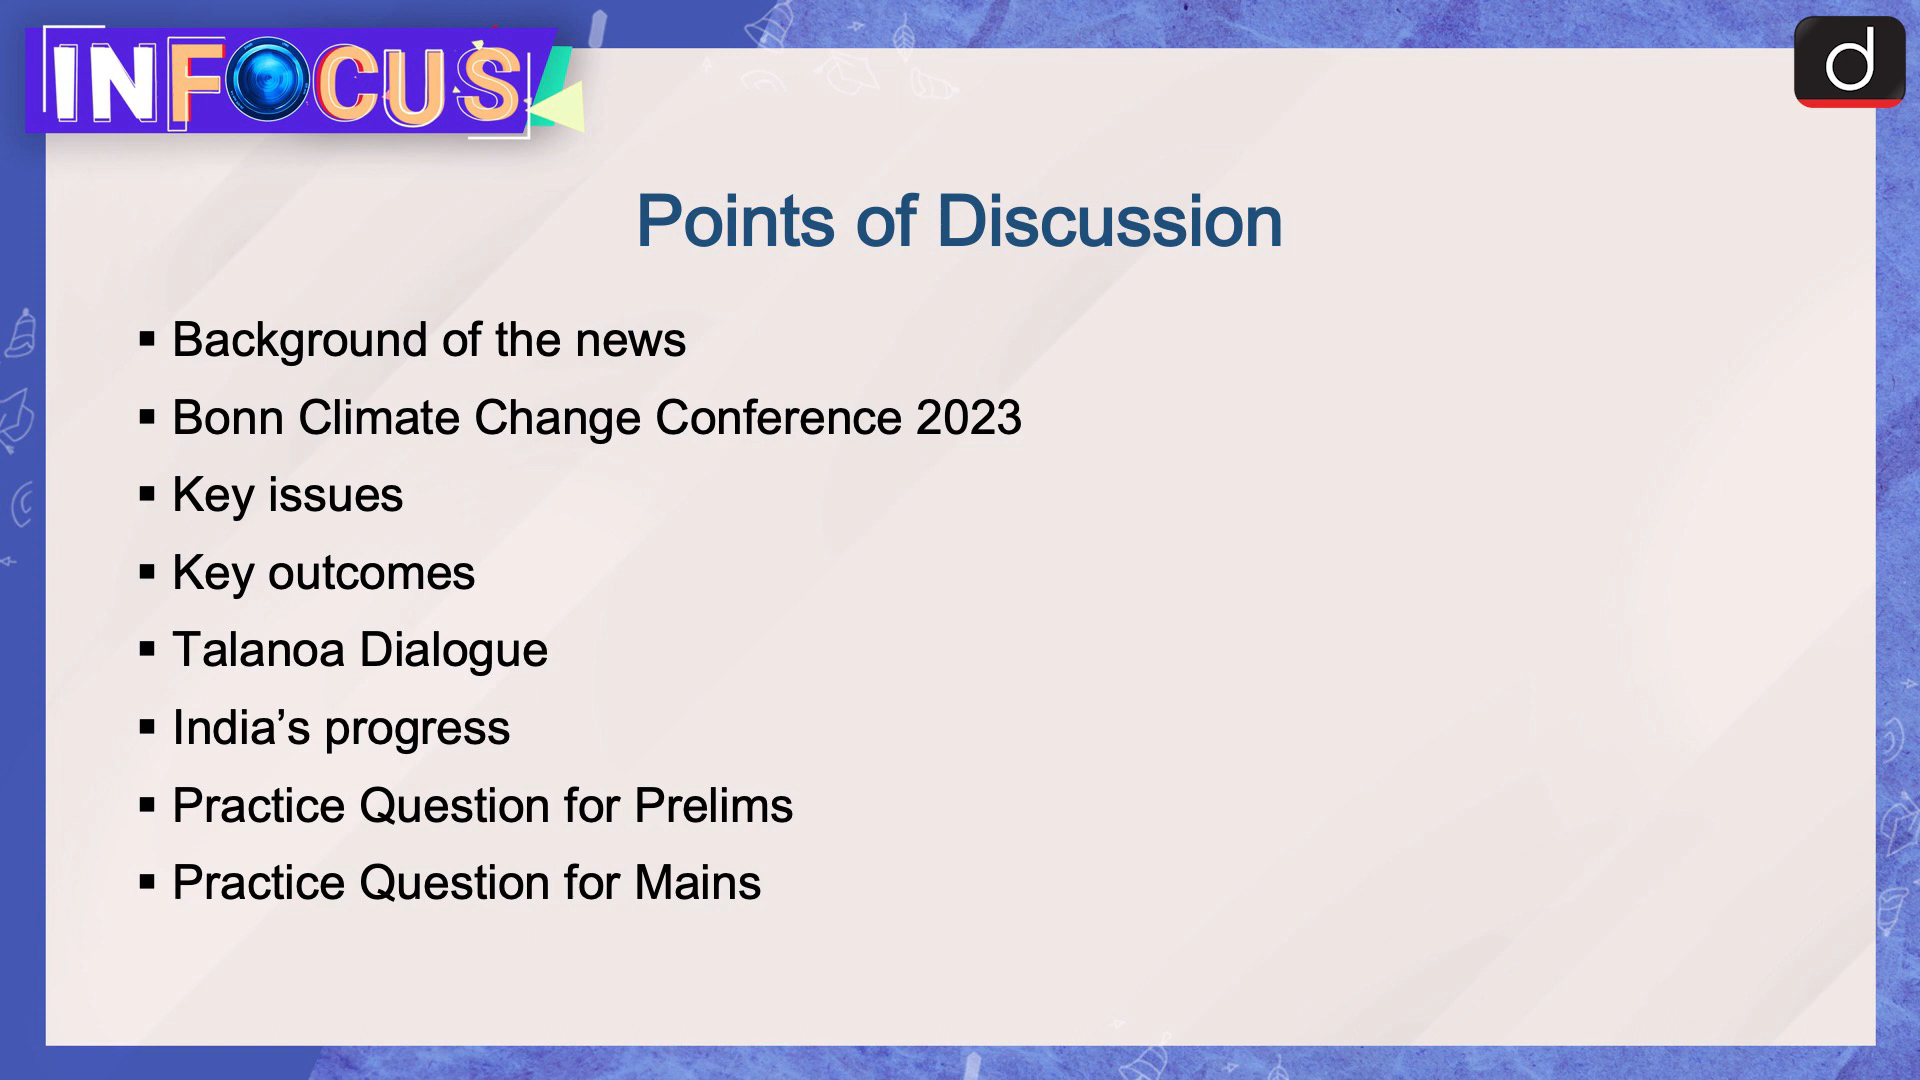 INFOCUS
d
Points of Discussion
▪ Background of the news
▪ Bonn Climate Change Conference 2023
▪ Key issues
▪ Key outcomes
▪ Talanoa Dialogue
▪ India’s progress
▪ Practice Question for Prelims
▪ Practice Question for Mains